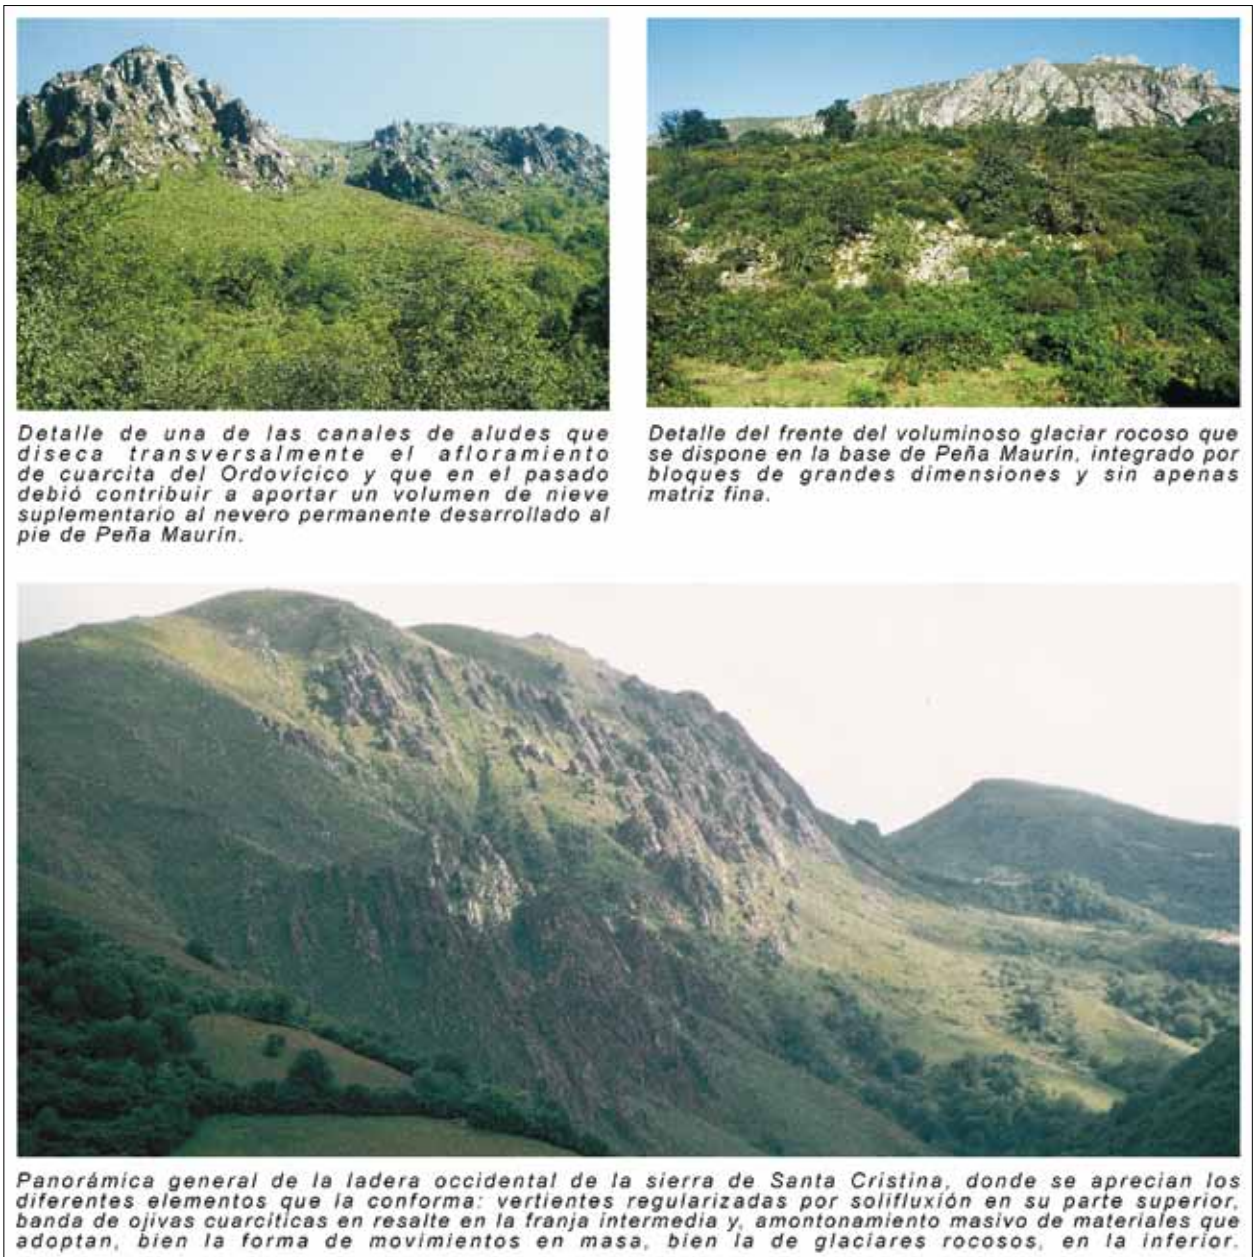 Detalle de una de las canales de aludes que
diseca transversalmente el afloramiento
de cuarcita del Ordovícico y que en el pasado
debió contribuir a aportar un volumen de nieve
suplementario al nevero permanente desarrollado al
pie de Peña Maurín.
Detalle del frente del voluminoso glaciar rocoso que
se dispone en la base de Peña Maurín, integrado por
bloques de grandes dimensiones y sin apenas
matriz fina.
Panorámica general de la ladera occidental de la sierra de Santa Cristina, donde se aprecian los
diferentes elementos que la conforma: vertientes regularizadas por solifluxión en su parte superior,
banda de ojivas cuarcíticas en resalte en la franja intermedia y, amontonamiento masivo de materiales que
adoptan, bien la forma de movimientos en masa, bien la de glaciares rocosos, en la inferior.